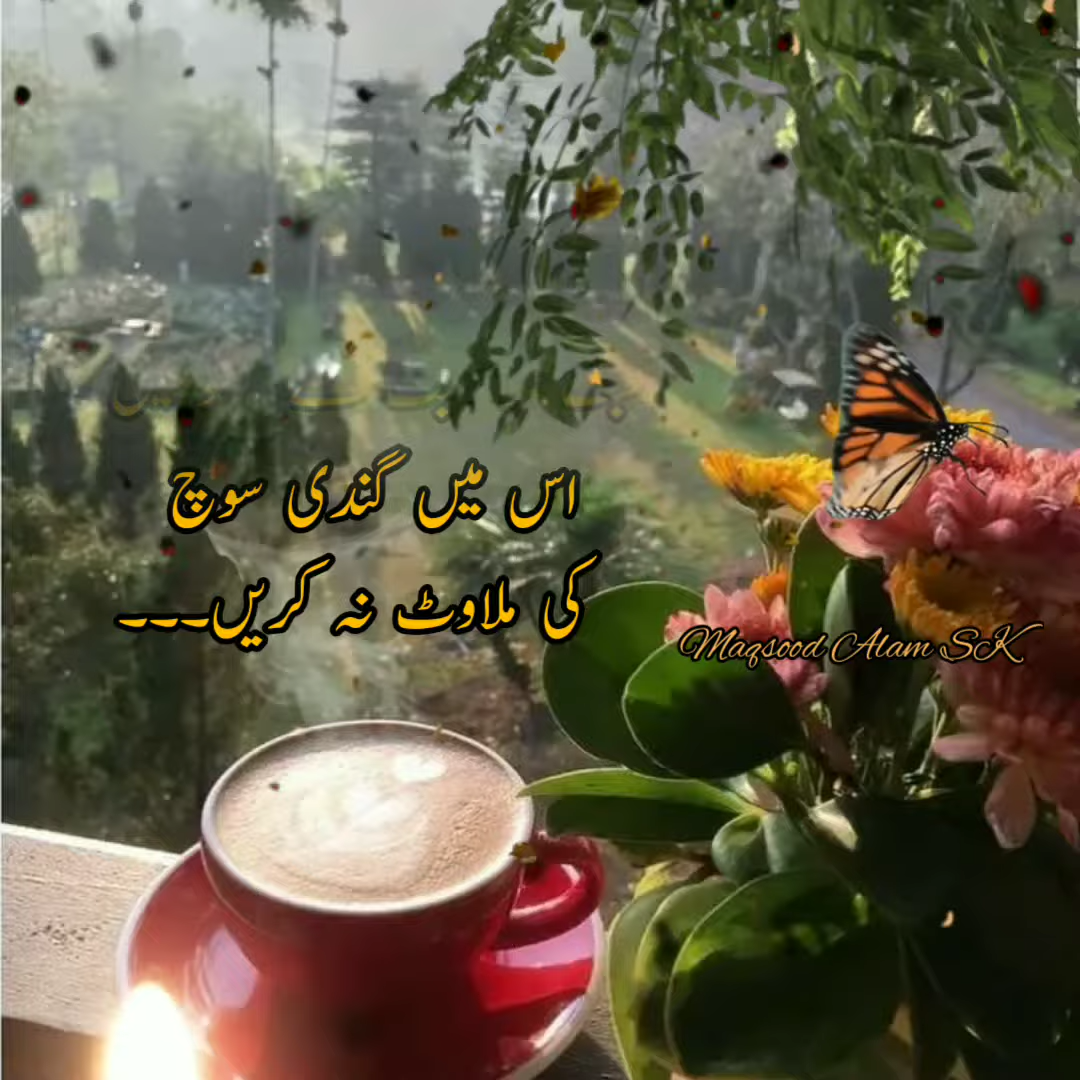 اس میں گندی سوچ
کی ملاوٹ نہ کریں۔۔۔
Maqsood Alam SK